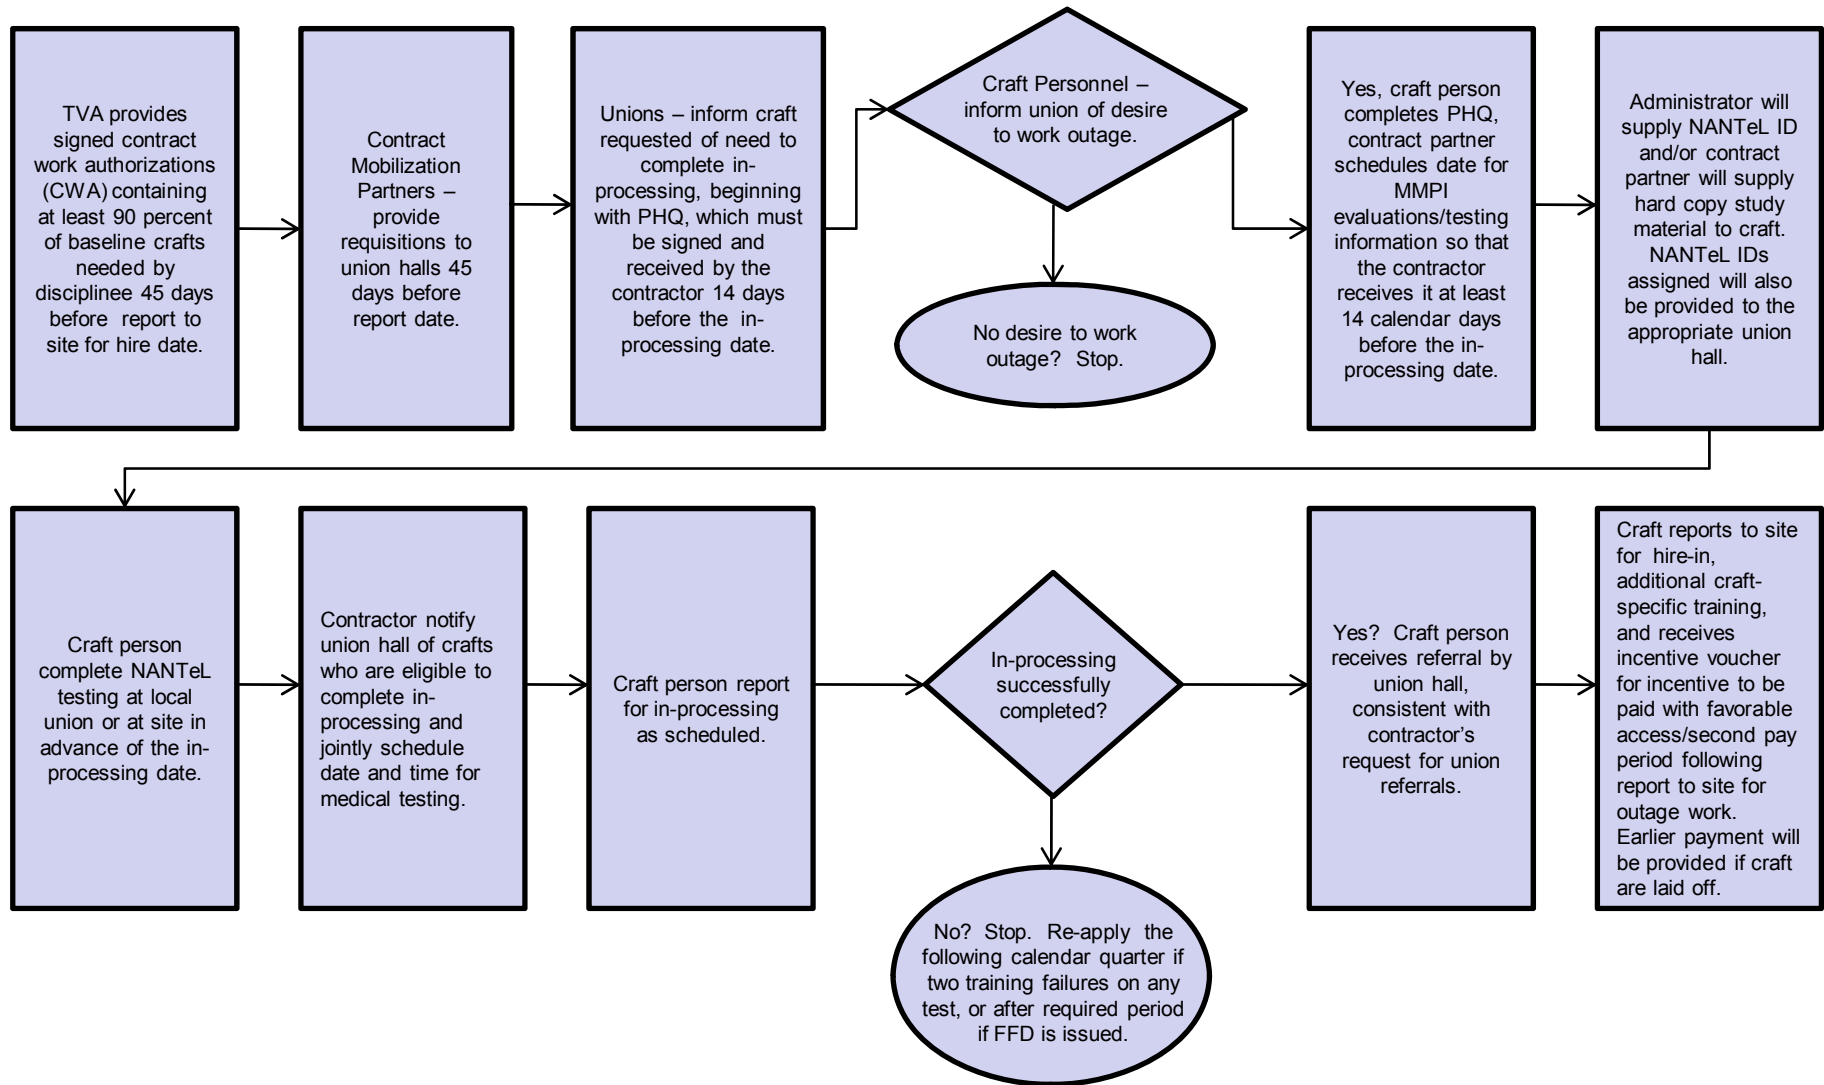 TVA provides
signed contract
work authorizations
(CWA) containing
at least 90 percent
of baseline crafts
needed by
disciplinee 45 days
before report to
site for hire date.
Contract
Mobilization
Partners –
provide
requisitions to
union halls 45
days before
report date.
Unions – inform craft
requested of need to
complete in-
processing, beginning
with PHQ, which must
be signed and
received by the
contractor 14 days
before the in-
processing date.
Craft Personnel –
inform union of desire
to work outage.
No desire to work
outage? Stop.
Yes, craft person
completes PHQ,
contract partner
schedules date for
MMPI
evaluations/testing
information so that
the contractor
receives it at least
14 calendar days
before the in-
processing date.
Administrator will
supply NANTeL ID
and/or contract
partner will supply
hard copy study
material to craft.
NANTeL IDs
assigned will also
be provided to the
appropriate union
hall.
Craft person
complete NANTeL
testing at local
union or at site in
advance of the in-
processing date.
Contractor notify
union hall of crafts
who are eligible to
complete in-
processing and
jointly schedule
date and time for
medical testing.
Craft person report
for in-processing
as scheduled.
In-processing
successfully
completed?
No? Stop. Re-apply the
following calendar quarter if
two training failures on any
test, or after required period
if FFD is issued.
Yes? Craft person
receives referral by
union hall,
consistent with
contractor's
request for union
referrals.
Craft reports to site
for hire-in,
additional craft-
specific training,
and receives
incentive voucher
for incentive to be
paid with favorable
access/second pay
period following
report to site for
outage work.
Earlier payment will
be provided if craft
are laid off.